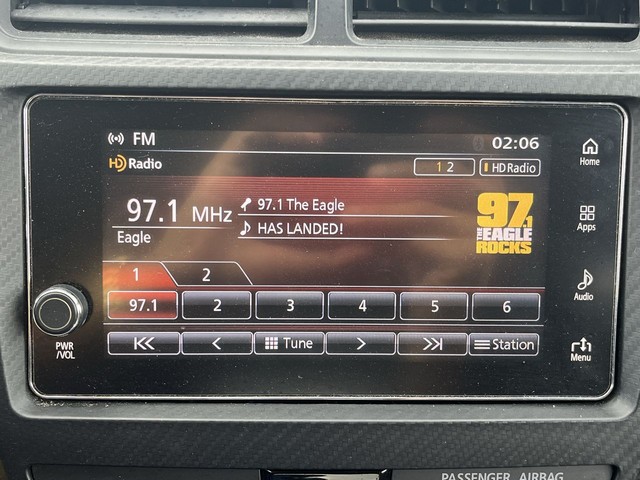 FM 02:06
HD Radio 1 2 HD Radio
97.1 MHz 97.1 The Eagle
Eagle HAS LANDED!
97.1
THE EAGLE
ROCKS
1 2
97.1 2 3 4 5 6
Tune Station
Home
Apps
Audio
Menu
PWR
/VOL
PASSENGER AIRBAG